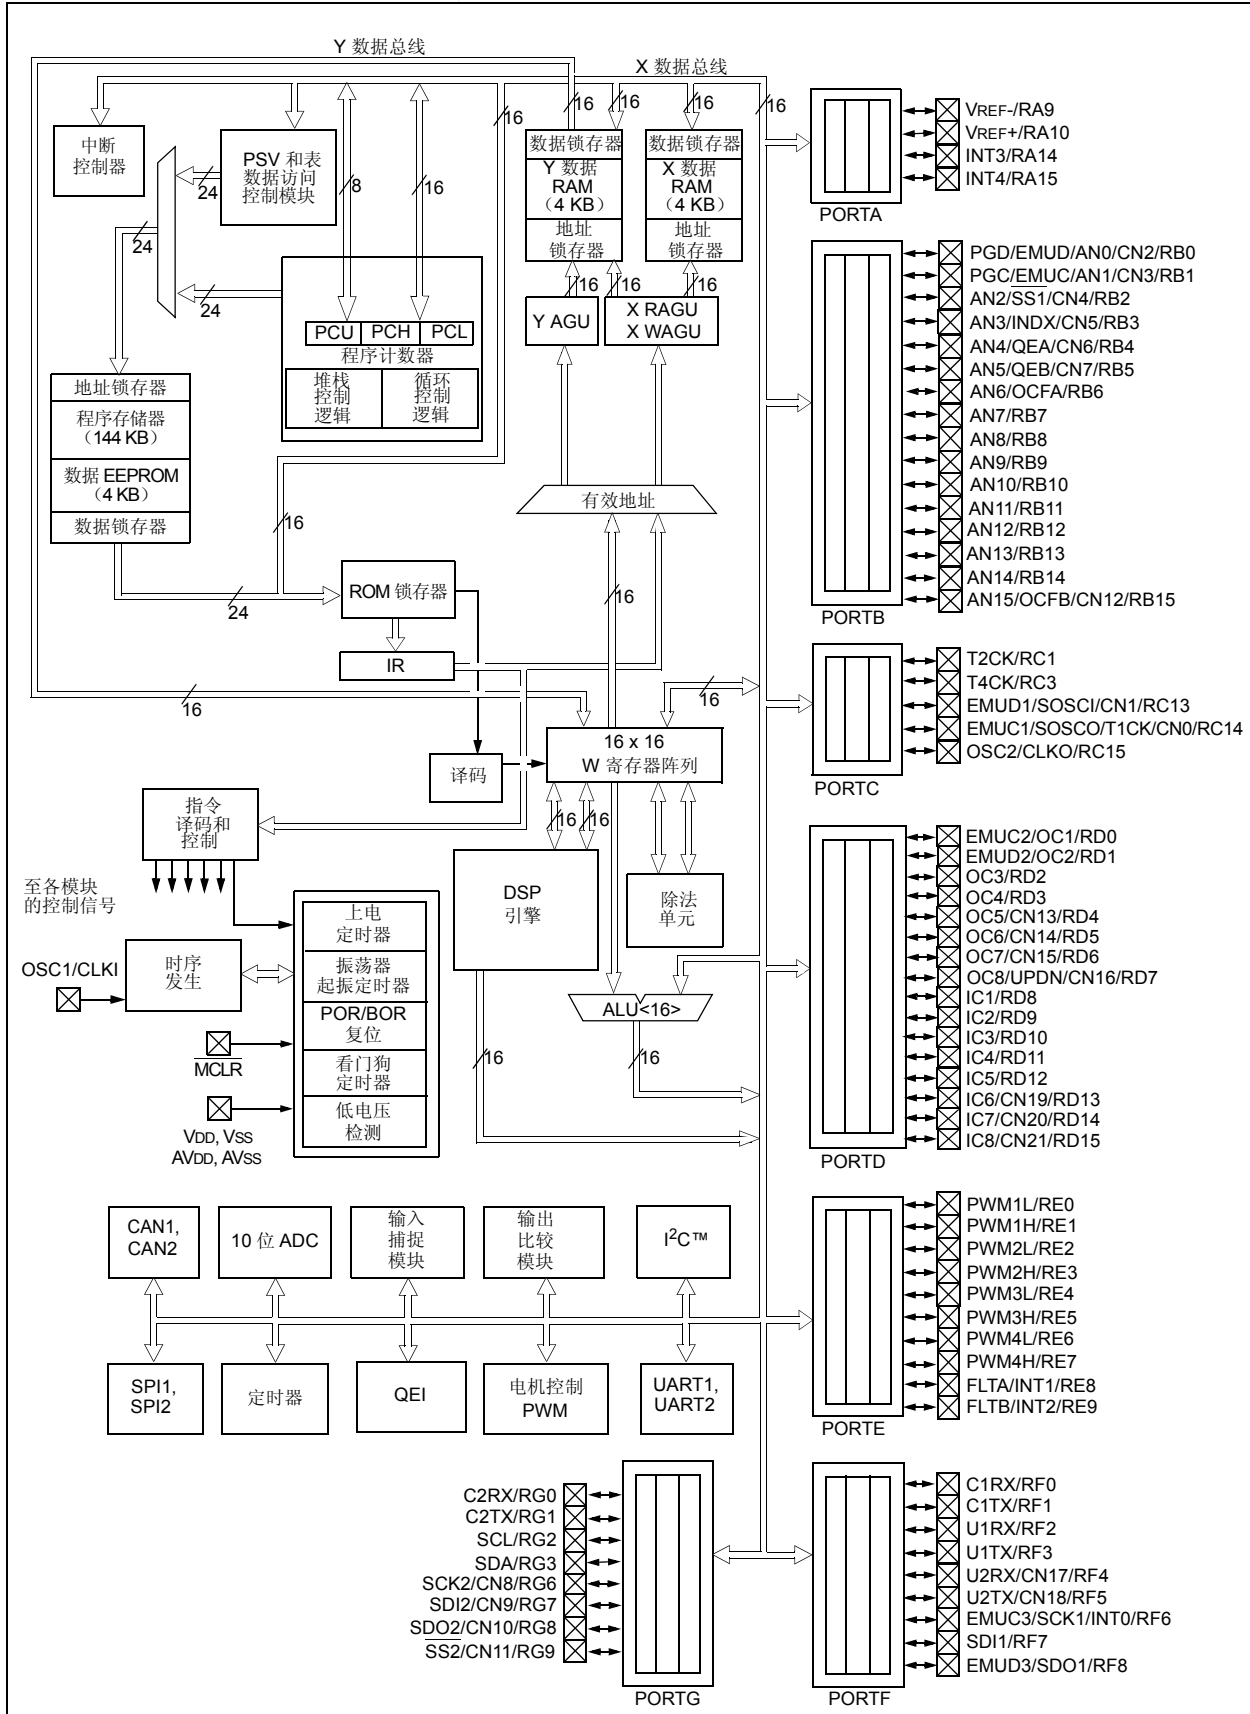 Y 数据总线
X 数据总线
16
16
16
16
16
中断
控制器
PSV 和表
数据访问
控制模块
24
24
24
8
16
数据锁存器
Y 数据
RAM
（4 KB）
地址
锁存器
数据锁存器
X 数据
RAM
（4 KB）
地址
锁存器
16
16
16
Y AGU
X RAGU
X WAGU
PCU
PCH
PCL
程序计数器
堆栈
控制
逻辑
循环
控制
逻辑
地址锁存器
程序存储器
（144 KB）
数据 EEPROM
（4 KB）
数据锁存器
16
24
有效地址
ROM 锁存器
16
IR
16
16
16 x 16
W 寄存器阵列
译码
指令
译码和
控制
16
16
至各模块
的控制信号
DSP
引擎
除法
单元
OSC1/CLKI
时序
发生
上电
定时器
振荡器
起振定时器
POR/BOR
复位
看门狗
定时器
低电压
检测
MCLR
VDD, VSS
AVDD, AVSS
ALU<16>
16
16
CAN1,
CAN2
10 位 ADC
输入
捕捉
模块
输出
比较
模块
I²C™
SPI1,
SPI2
定时器
QEI
电机控制
PWM
UART1,
UART2
VREF-/RA9
VREF+/RA10
INT3/RA14
INT4/RA15
PORTA
PGD/EMUD/AN0/CN2/RB0
PGC/EMUC/AN1/CN3/RB1
AN2/SS1/CN4/RB2
AN3/INDX/CN5/RB3
AN4/QEA/CN6/RB4
AN5/QEB/CN7/RB5
AN6/OCFA/RB6
AN7/RB7
AN8/RB8
AN9/RB9
AN10/RB10
AN11/RB11
AN12/RB12
AN13/RB13
AN14/RB14
AN15/OCFB/CN12/RB15
PORTB
T2CK/RC1
T4CK/RC3
EMUD1/SOSCI/CN1/RC13
EMUC1/SOSCO/T1CK/CN0/RC14
OSC2/CLKO/RC15
PORTC
EMUC2/OC1/RD0
EMUD2/OC2/RD1
OC3/RD2
OC4/RD3
OC5/CN13/RD4
OC6/CN14/RD5
OC7/CN15/RD6
OC8/UPDN/CN16/RD7
IC1/RD8
IC2/RD9
IC3/RD10
IC4/RD11
IC5/RD12
IC6/CN19/RD13
IC7/CN20/RD14
IC8/CN21/RD15
PORTD
PWM1L/RE0
PWM1H/RE1
PWM2L/RE2
PWM2H/RE3
PWM3L/RE4
PWM3H/RE5
PWM4L/RE6
PWM4H/RE7
FLTA/INT1/RE8
FLTB/INT2/RE9
PORTE
C2RX/RG0
C2TX/RG1
SCL/RG2
SDA/RG3
SCK2/CN8/RG6
SDI2/CN9/RG7
SDO2/CN10/RG8
SS2/CN11/RG9
PORTG
C1RX/RF0
C1TX/RF1
U1RX/RF2
U1TX/RF3
U2RX/CN17/RF4
U2TX/CN18/RF5
EMUC3/SCK1/INT0/RF6
SDI1/RF7
EMUD3/SDO1/RF8
PORTF